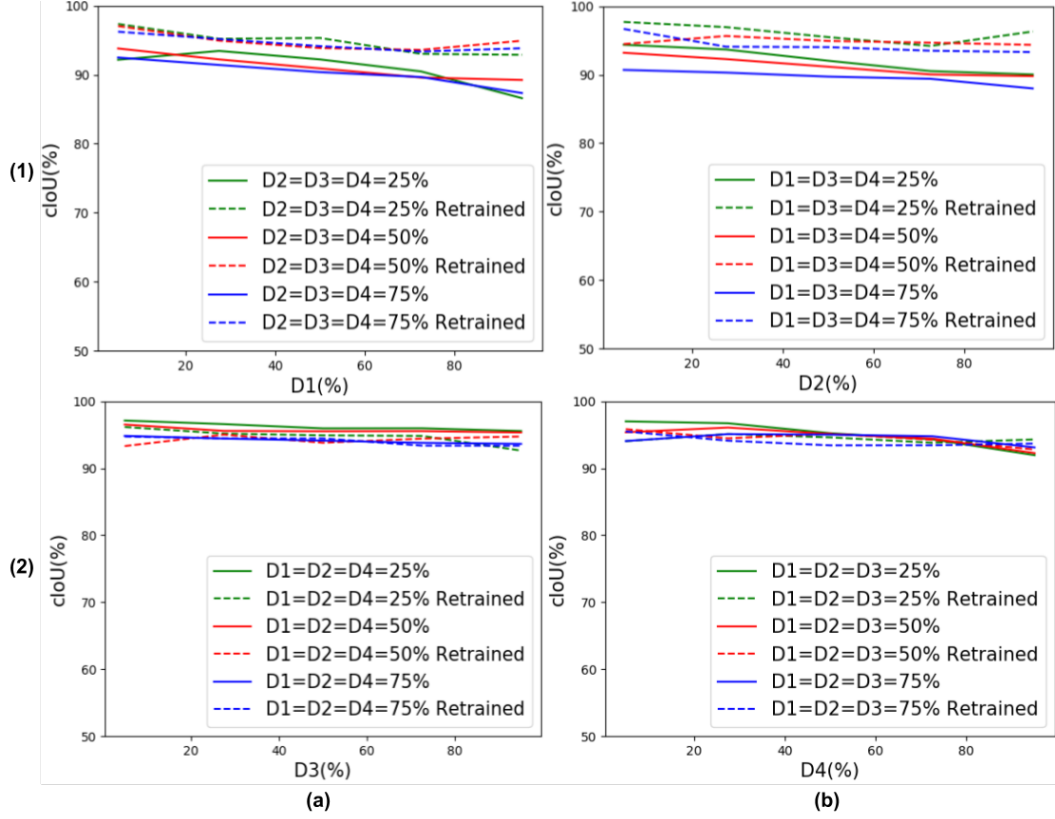 (1)
cIoU(%)
100
90
80
70
60
50
20
40
60
80
D1(%)
D2=D3=D4=25%
D2=D3=D4=25% Retrained
D2=D3=D4=50%
D2=D3=D4=50% Retrained
D2=D3=D4=75%
D2=D3=D4=75% Retrained
cIoU(%)
100
90
80
70
60
50
20
40
60
80
D2(%)
D1=D3=D4=25%
D1=D3=D4=25% Retrained
D1=D3=D4=50%
D1=D3=D4=50% Retrained
D1=D3=D4=75%
D1=D3=D4=75% Retrained
(2)
cIoU(%)
100
90
80
70
60
50
20
40
60
80
D3(%)
D1=D2=D4=25%
D1=D2=D4=25% Retrained
D1=D2=D4=50%
D1=D2=D4=50% Retrained
D1=D2=D4=75%
D1=D2=D4=75% Retrained
cIoU(%)
100
90
80
70
60
50
20
40
60
80
D4(%)
D1=D2=D3=25%
D1=D2=D3=25% Retrained
D1=D2=D3=50%
D1=D2=D3=50% Retrained
D1=D2=D3=75%
D1=D2=D3=75% Retrained
(a)
(b)